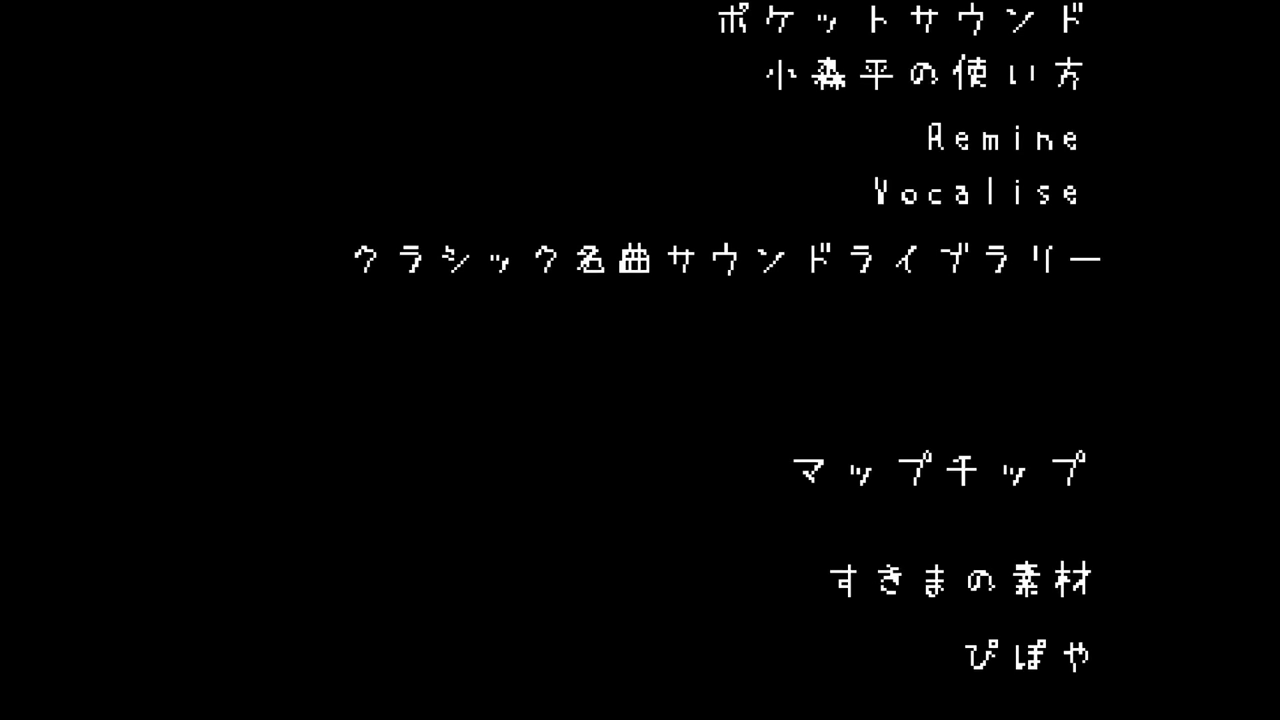 ポケットサウンド
小森平の使い方
Remine
Vocalise
クラシック名曲サウンドライブラリー
マップチップ
すきまの素材
ぴぽや